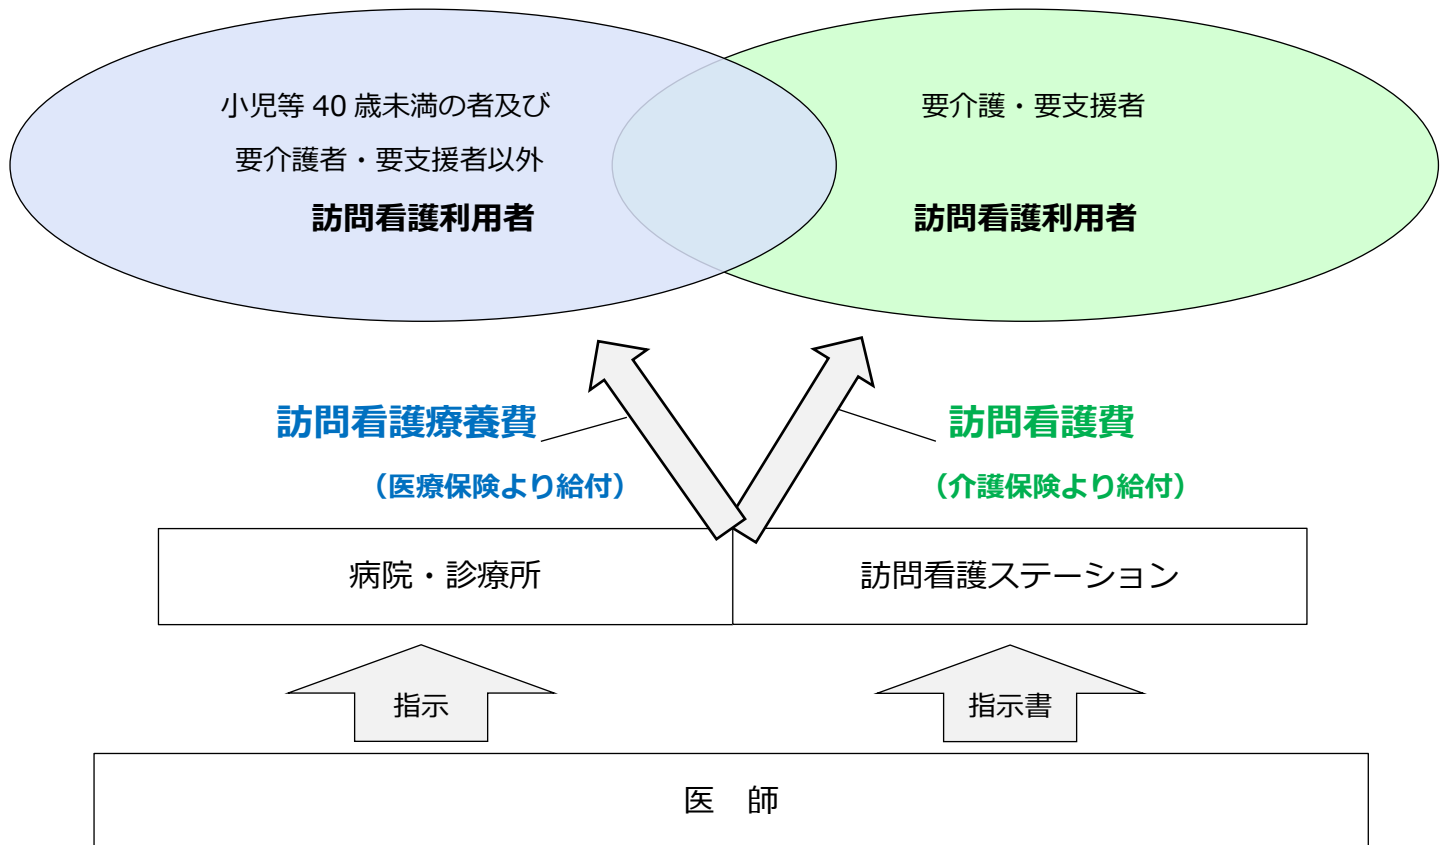 小児等 40 歳未満の者及び
要介護者・要支援者以外
訪問看護利用者
要介護・要支援者
訪問看護利用者
訪問看護療養費
（医療保険より給付）
訪問看護費
（介護保険より給付）
病院・診療所
訪問看護ステーション
指示
指示書
医　師